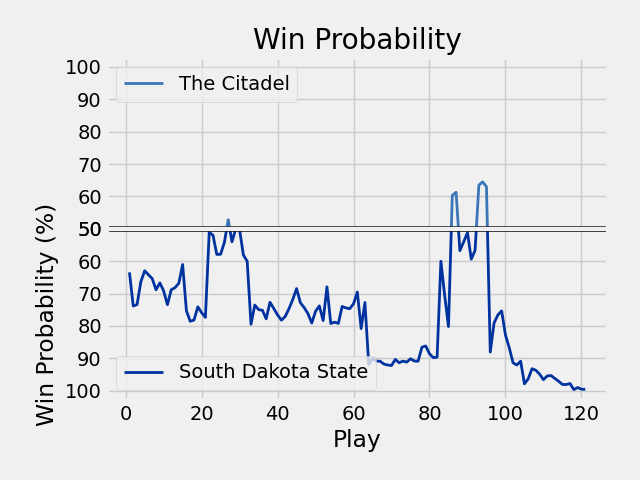 Win Probability
100
The Citadel
90
80
70
60
50
60
70
80
90
South Dakota State
100
0 20 40 60 80 100 120
Play
Win Probability (%)